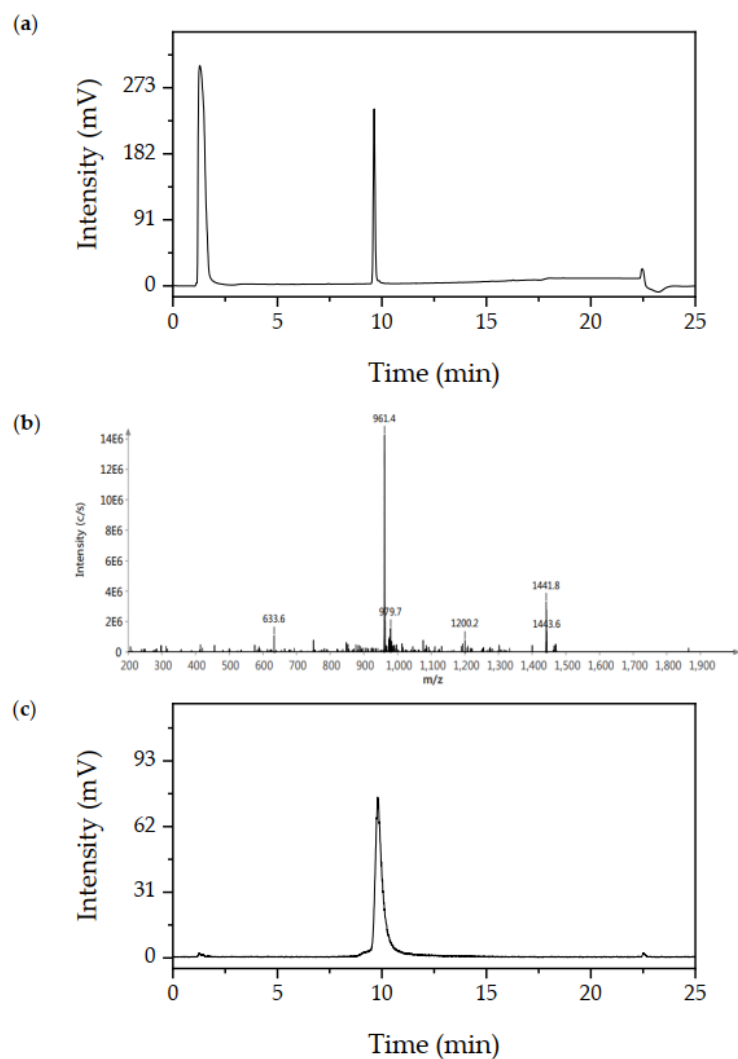 (a)
Intensity (mV)
273
182
91
0
0 5 10 15 20 25
Time (min)
(b)
Intensity (c/s)
14E6
12E6
10E6
8E6
6E6
4E6
2E6
0
961.4
979.7
633.6
1200.2
1441.8
1443.6
200 300 400 500 600 700 800 900 1,000 1,100 1,200 1,300 1,400 1,500 1,600 1,700 1,800 1,900
m/z
(c)
Intensity (mV)
93
62
31
0
0 5 10 15 20 25
Time (min)